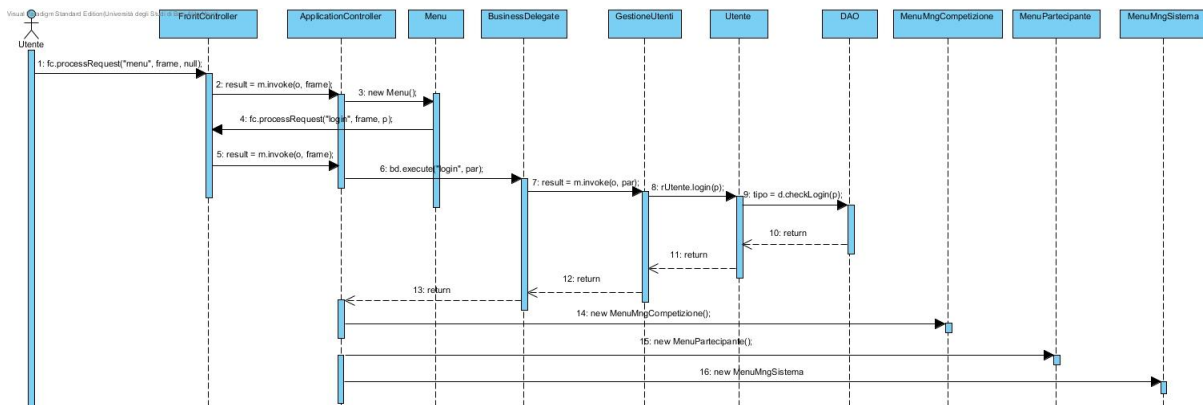 Visual Paradigm Standard Edition(Università degli Studi di
Utente
FrontController
ApplicationController
Menu
BusinessDelegate
GestioneUtenti
Utente
DAO
MenuMngCompetizione
MenuPartecipante
MenuMngSistema
1: fc.processRequest("menu", frame, null);
2: result = m.invoke(o, frame);
3: new Menu();
4: fc.processRequest("login", frame, p);
5: result = m.invoke(o, frame);
6: bd.execute("login", par);
7: result = m.invoke(o, par);
8: rUtente.login(p);
9: tipo = d.checkLogin(p);
10: return
11: return
12: return
13: return
14: new MenuMngCompetizione();
15: new MenuPartecipante();
16: new MenuMngSistema